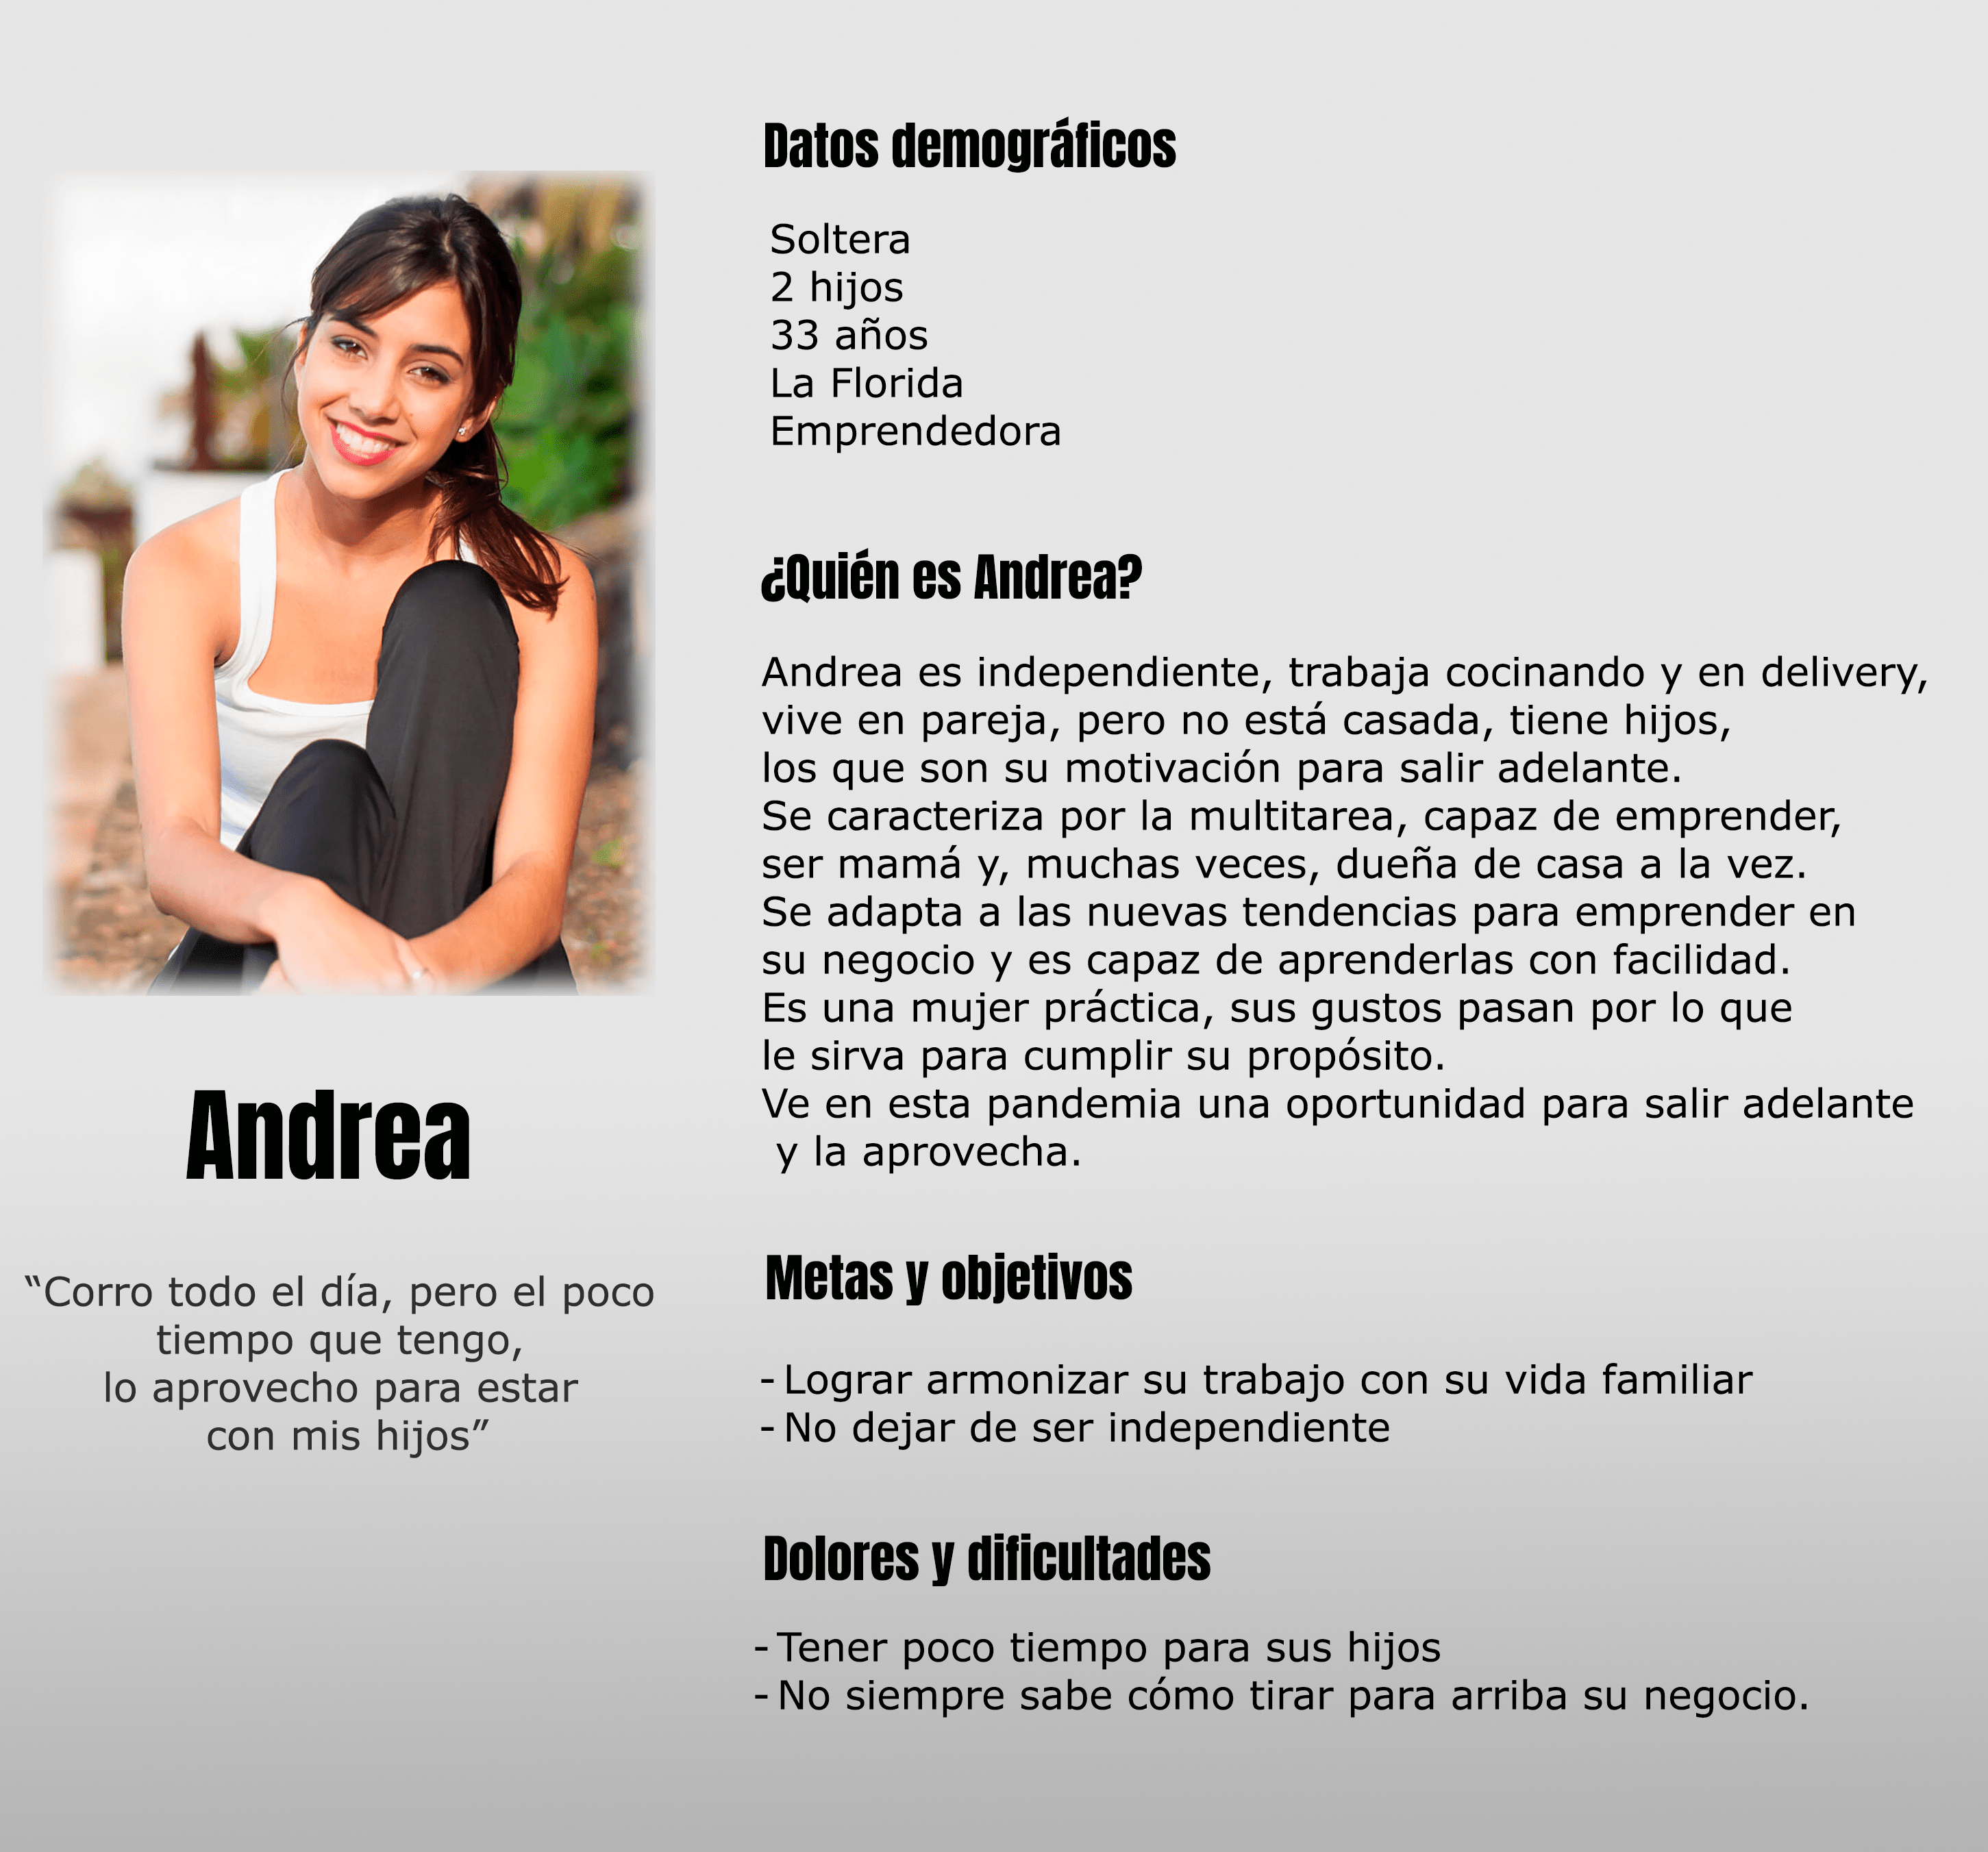 Datos demográficos
Soltera
2 hijos
33 años
La Florida
Emprendedora
¿Quién es Andrea?
Andrea es independiente, trabaja cocinando y en delivery,
vive en pareja, pero no está casada, tiene hijos,
los que son su motivación para salir adelante.
Se caracteriza por la multitarea, capaz de emprender,
ser mamá y, muchas veces, dueña de casa a la vez.
Se adapta a las nuevas tendencias para emprender en
su negocio y es capaz de aprenderlas con facilidad.
Es una mujer práctica, sus gustos pasan por lo que
le sirva para cumplir su propósito.
Ve en esta pandemia una oportunidad para salir adelante
y la aprovecha.
Andrea
“Corro todo el día, pero el poco
tiempo que tengo,
lo aprovecho para estar
con mis hijos”
Metas y objetivos
- Lograr armonizar su trabajo con su vida familiar
- No dejar de ser independiente
Dolores y dificultades
- Tener poco tiempo para sus hijos
- No siempre sabe cómo tirar para arriba su negocio.